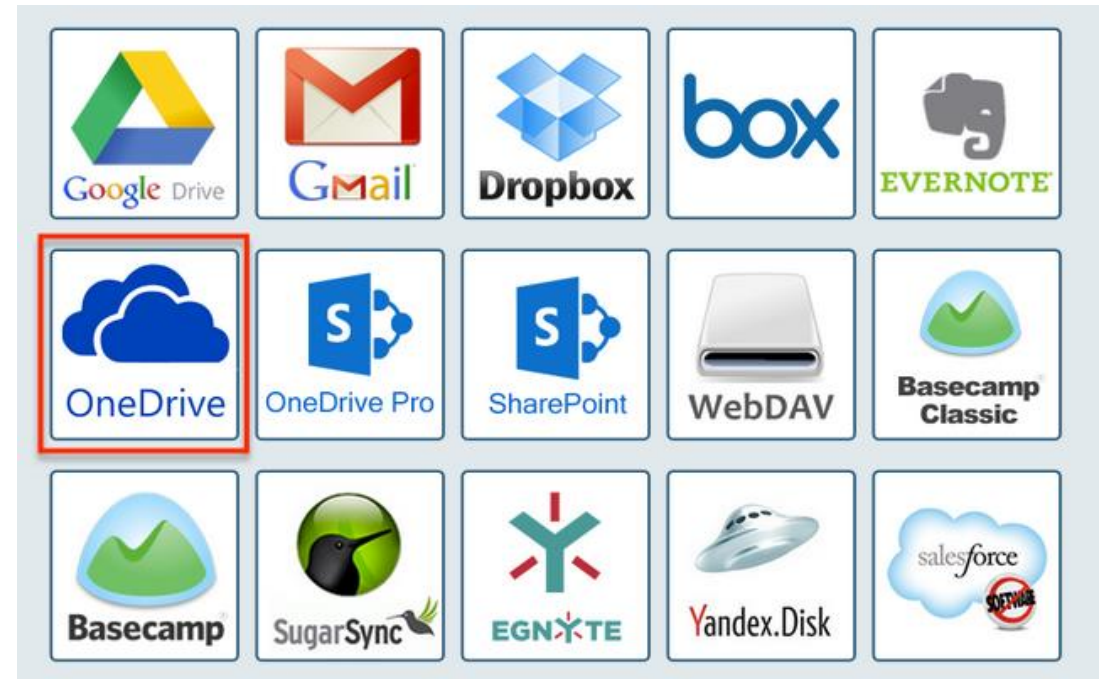 Google Drive
GMail
Dropbox
box
EVERNOTE
OneDrive
S
OneDrive Pro
S
SharePoint
WebDAV
Basecamp
Classic
Basecamp
SugarSync
EGNYTE
Yandex.Disk
salesforce
SOFTWARE